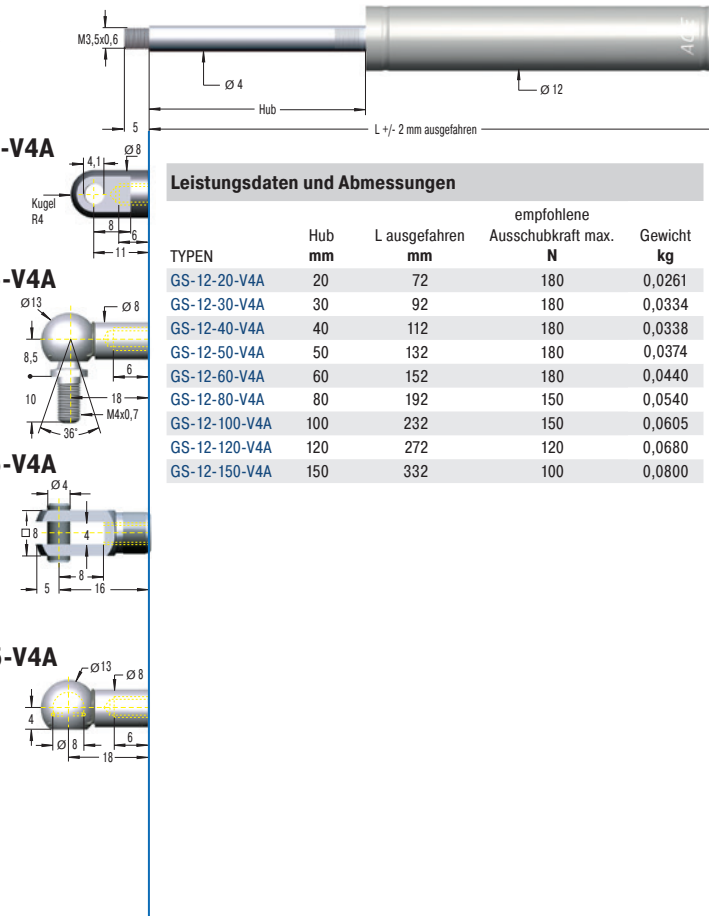 M3,5x0,6
ACE
Ø 4
Ø 12
Hub
5
L +/- 2 mm ausgefahren
-V4A
Ø 8
4,1
Kugel
R4
8
6
11
-V4A
Ø13
Ø 8
8,5
6
10
18
M4x0,7
36°
-V4A
Ø 4
□ 8
4
8
5
16
-V4A
Ø13
Ø 8
4
Ø 8
6
18
Leistungsdaten und Abmessungen
empfohlene
Hub L ausgefahren Ausschubkraft max. Gewicht
TYPEN mm mm N kg
GS-12-20-V4A 20 72 180 0,0261
GS-12-30-V4A 30 92 180 0,0334
GS-12-40-V4A 40 112 180 0,0338
GS-12-50-V4A 50 132 180 0,0374
GS-12-60-V4A 60 152 180 0,0440
GS-12-80-V4A 80 192 150 0,0540
GS-12-100-V4A 100 232 150 0,0605
GS-12-120-V4A 120 272 120 0,0680
GS-12-150-V4A 150 332 100 0,0800